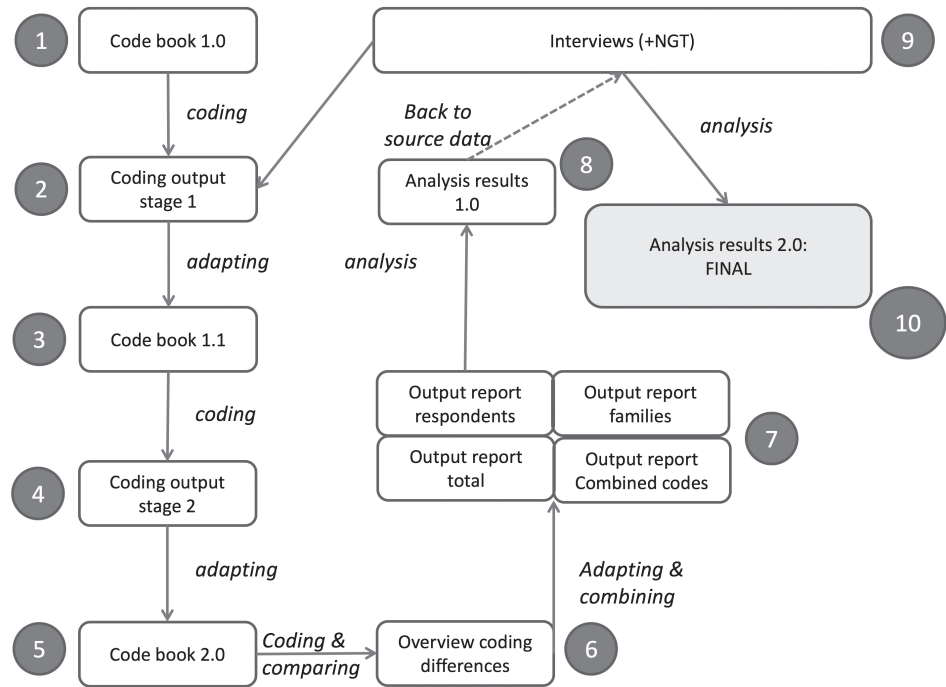 1
Code book 1.0
Interviews (+NGT)
9
coding
Back to
source data
analysis
2
Coding output
stage 1
8
Analysis results
1.0
adapting
analysis
Analysis results 2.0:
FINAL
10
3
Code book 1.1
coding
Output report
respondents
Output report
families
7
4
Coding output
stage 2
Output report
total
Output report
Combined codes
adapting
Adapting &
combining
5
Code book 2.0
Coding &
comparing
Overview coding
differences
6